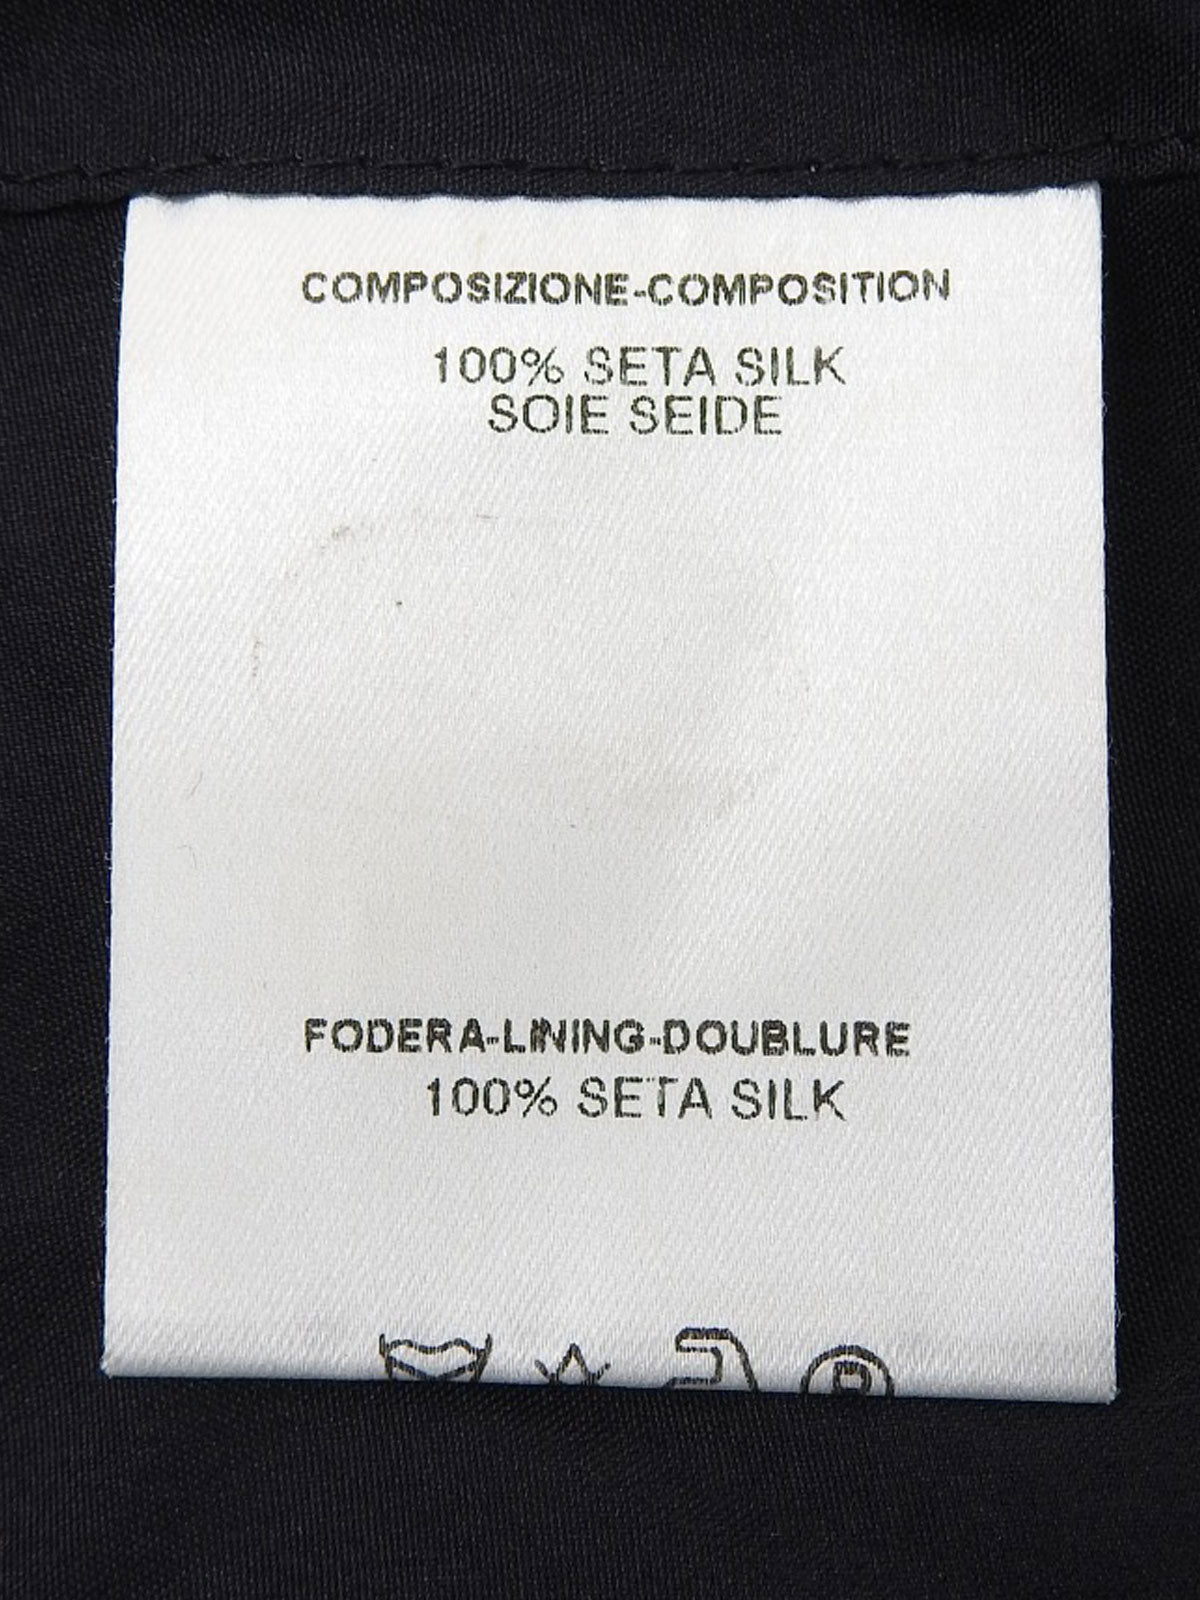 COMPOSIZIONE-COMPOSITION
100% SETA SILK
SOIE SEIDE
FODERA-LINING-DOUBLURE
100% SETA SILK
P